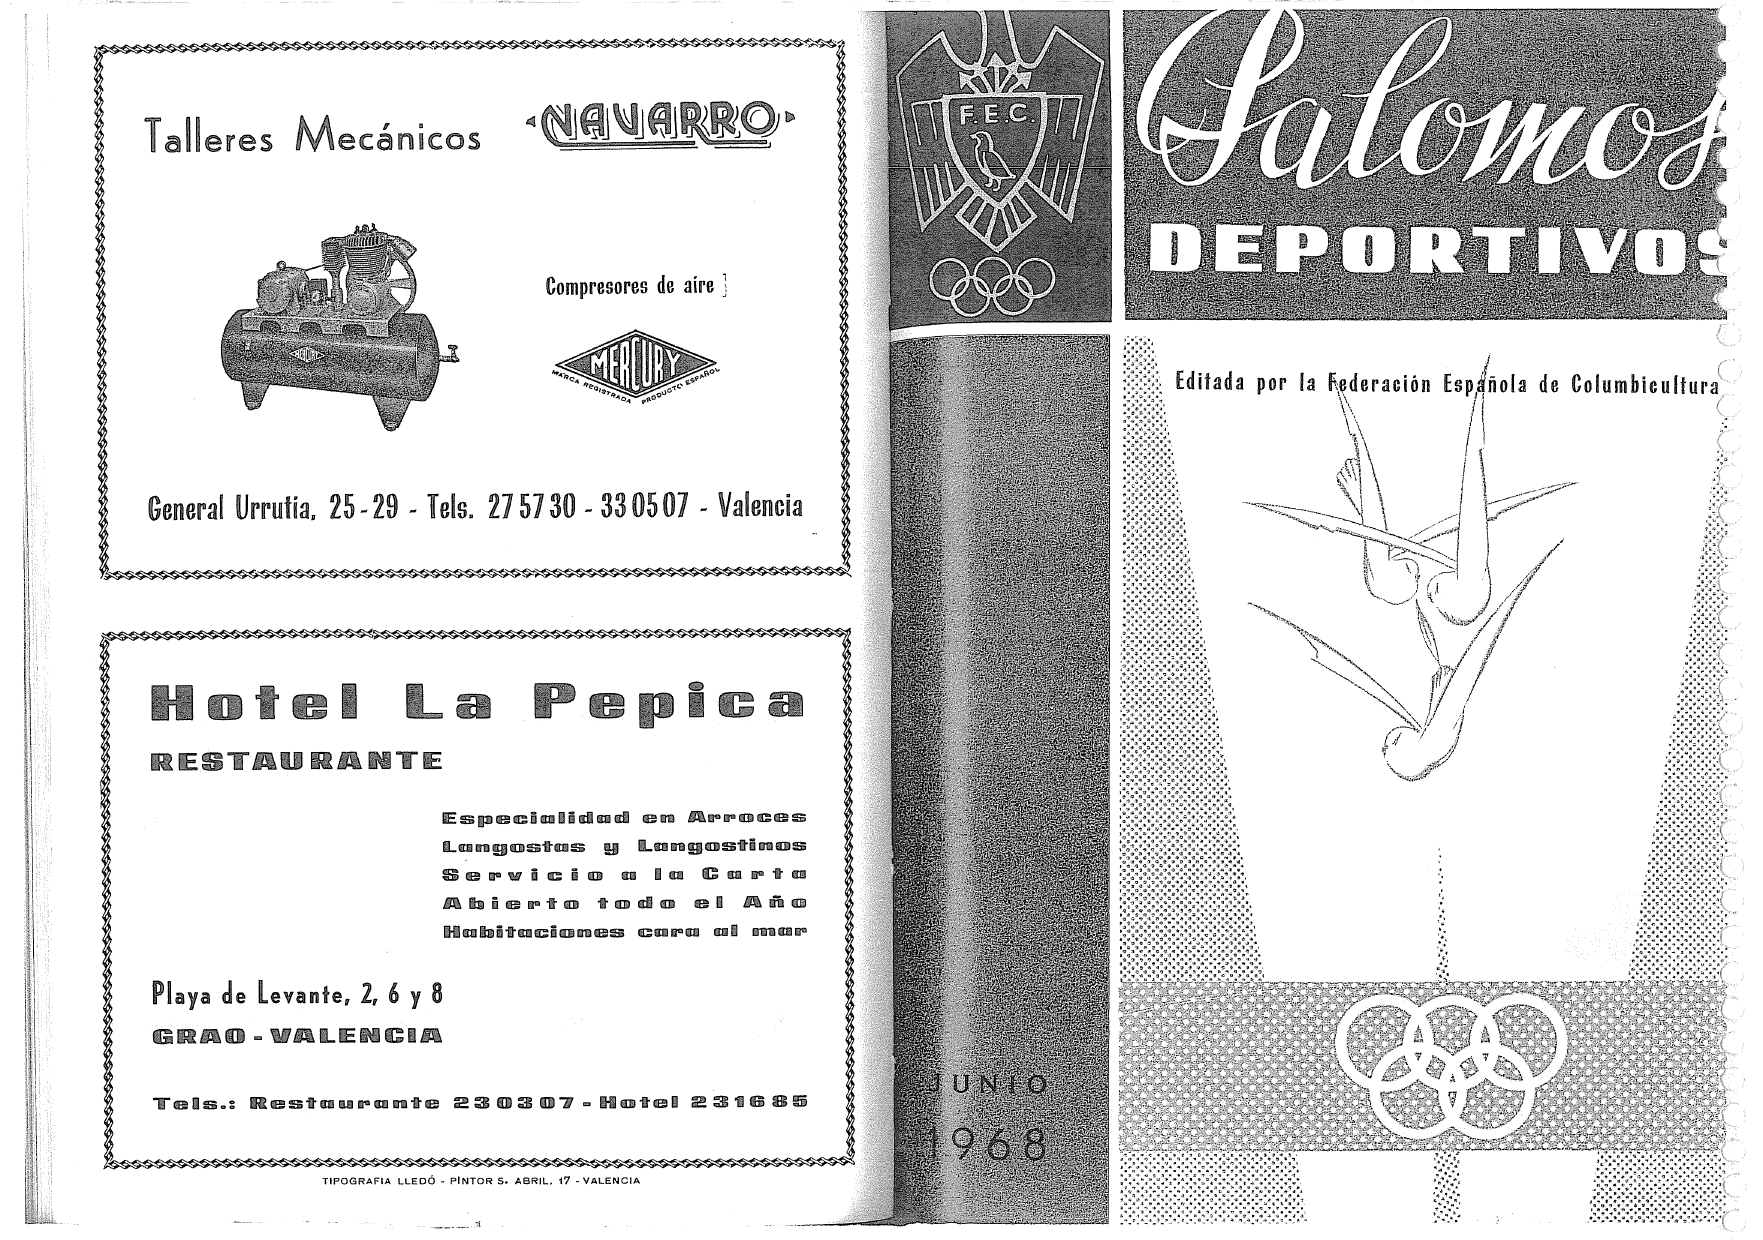 Talleres Mecánicos
NAVARRO
Compresores de aire
MERCURY
MERCURY
MARCA REGISTRADA PRODUCTO ESPAÑOL
General Urrutia, 25-29 - Tels. 275730 - 330507 - Valencia
Hotel La Pepica
RESTAURANTE
Especialidad en Arroces
Langostas y Langostinos
Servicio a la Carta
Abierto todo el Año
Habitaciones cara al mar
Playa de Levante, 2, 6 y 8
GRAO - VALENCIA
Tels.: Restaurante 230307 - Hotel 231685
TIPOGRAFIA LLEDÓ - PINTOR S. ABRIL, 17 - VALENCIA
F. E. C.
JUNIO
1968
Palomos
DEPORTIVOS
Editada por la Federación Española de Columbicultura